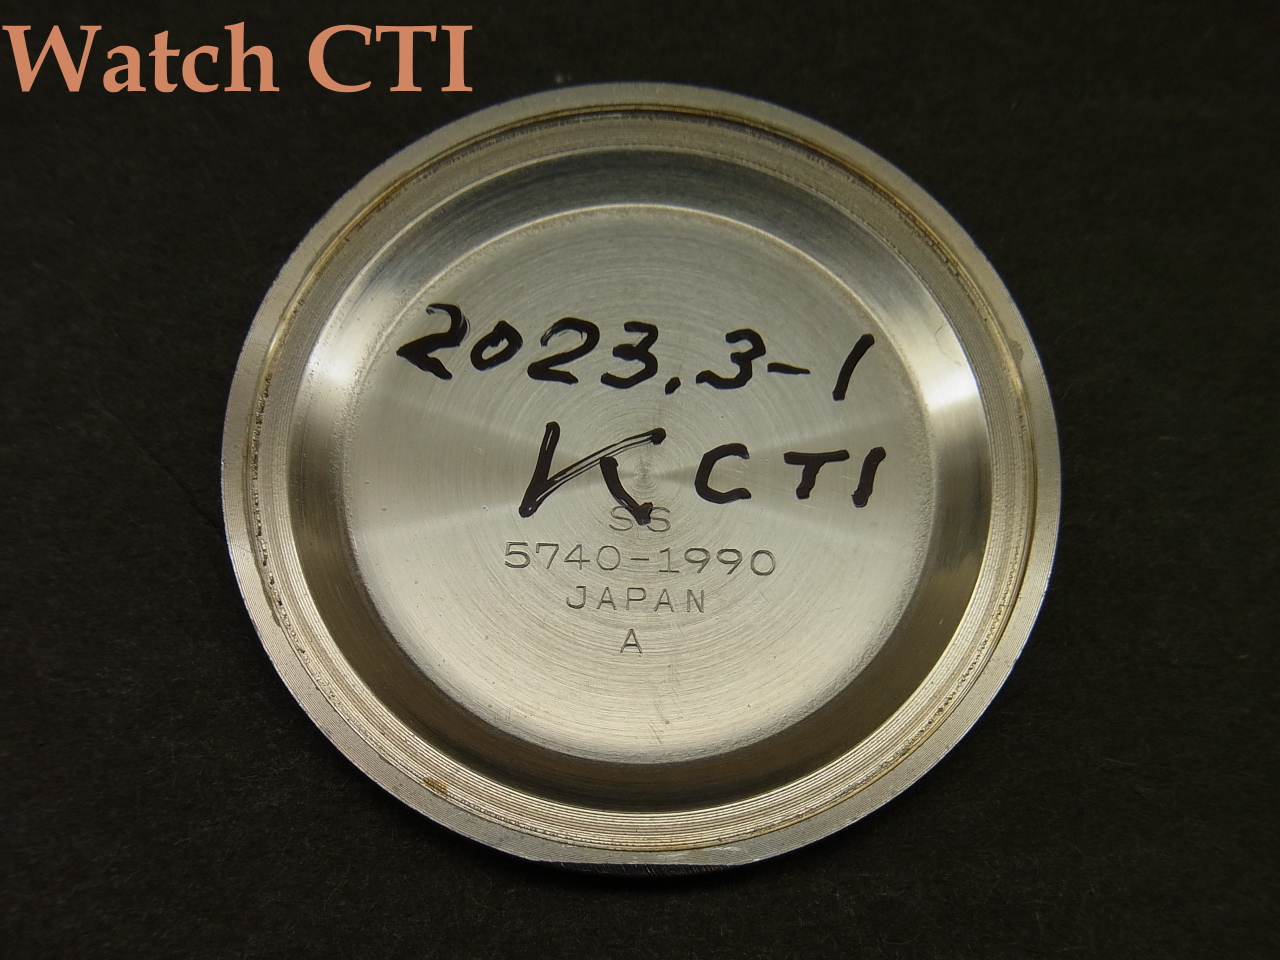 Watch CTI
2023.3-1
K CTI
SS
5740-1990
JAPAN
A